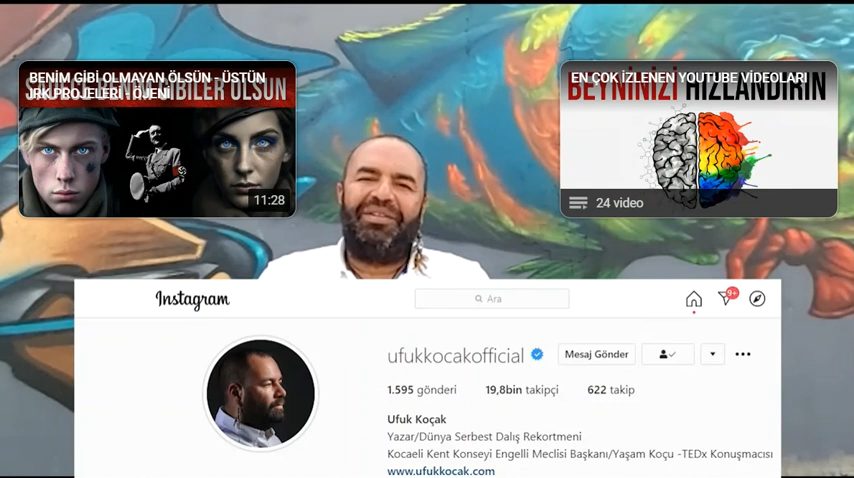 BENİM GİBİ OLMAYAN ÖLSÜN - ÜSTÜN
IRK PROJELERİ - ÖJENİ
11:28
EN ÇOK İZLENEN YOUTUBE VİDEOLARI
BEYNİNİZİ HIZLANDIRIN
24 video
Instagram
Ara
9+
ufukkocakofficial
Mesaj Gönder
1.595 gönderi 19,8bin takipçi 622 takip
Ufuk Koçak
Yazar/Dünya Serbest Dalış Rekortmeni
Kocaeli Kent Konseyi Engelli Meclisi Başkanı/Yaşam Koçu -TEDx Konuşmacısı
www.ufukkocak.com